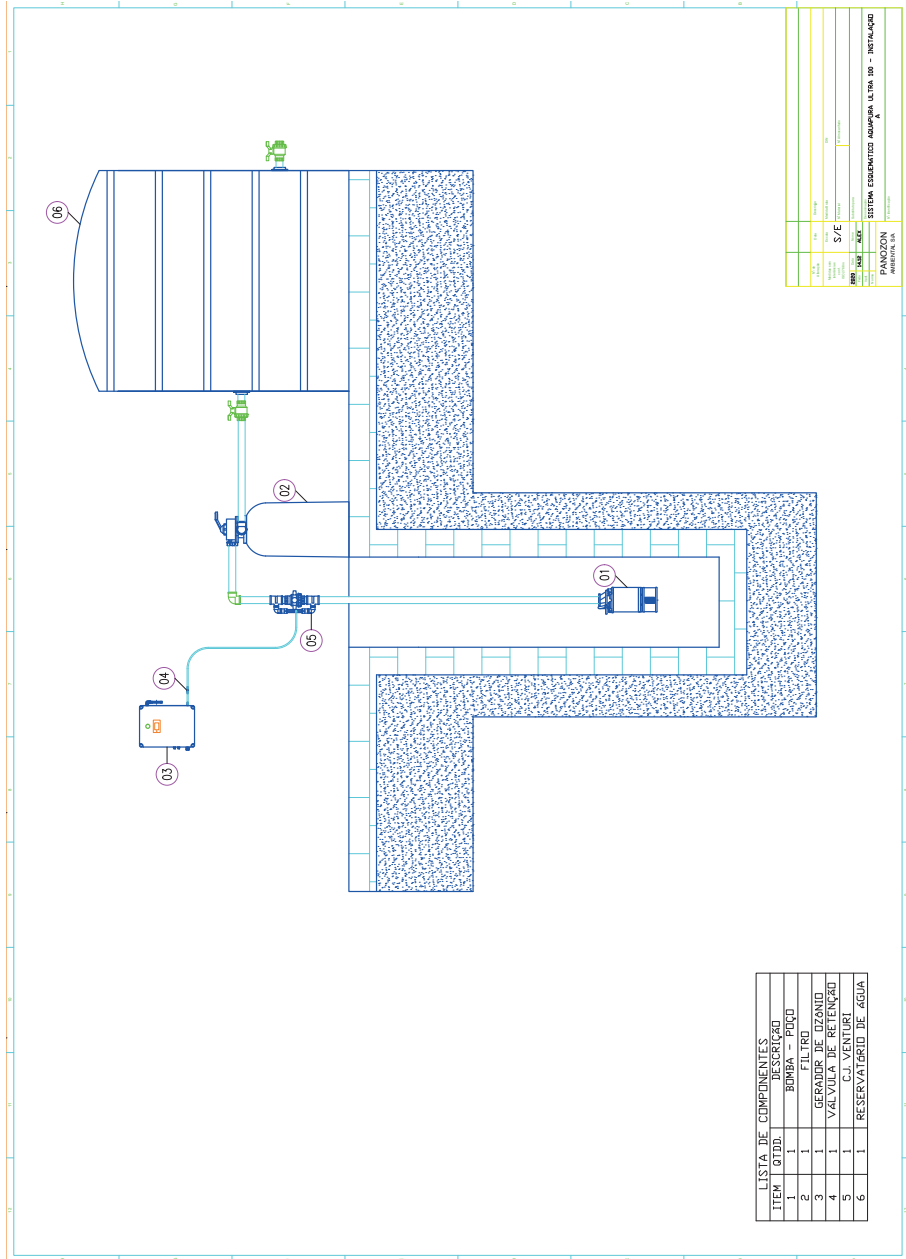 06
02
01
05
04
03
LISTA DE COMPONENTES
ITEM QTDD. DESCRIÇÃO
1 1 BOMBA - POÇO
2 1 FILTRO
3 1 GERADOR DE OZÔNIO
4 1 VÁLVULA DE RETENÇÃO
5 1 CJ. VENTURI
6 1 RESERVATÓRIO DE ÁGUA
S/E
ALEX
SISTEMA ESQUEMATICO AQUAPURA ULTRA 100 - INSTALAÇÃO
A
PANOZON
AMBIENTAL S/A